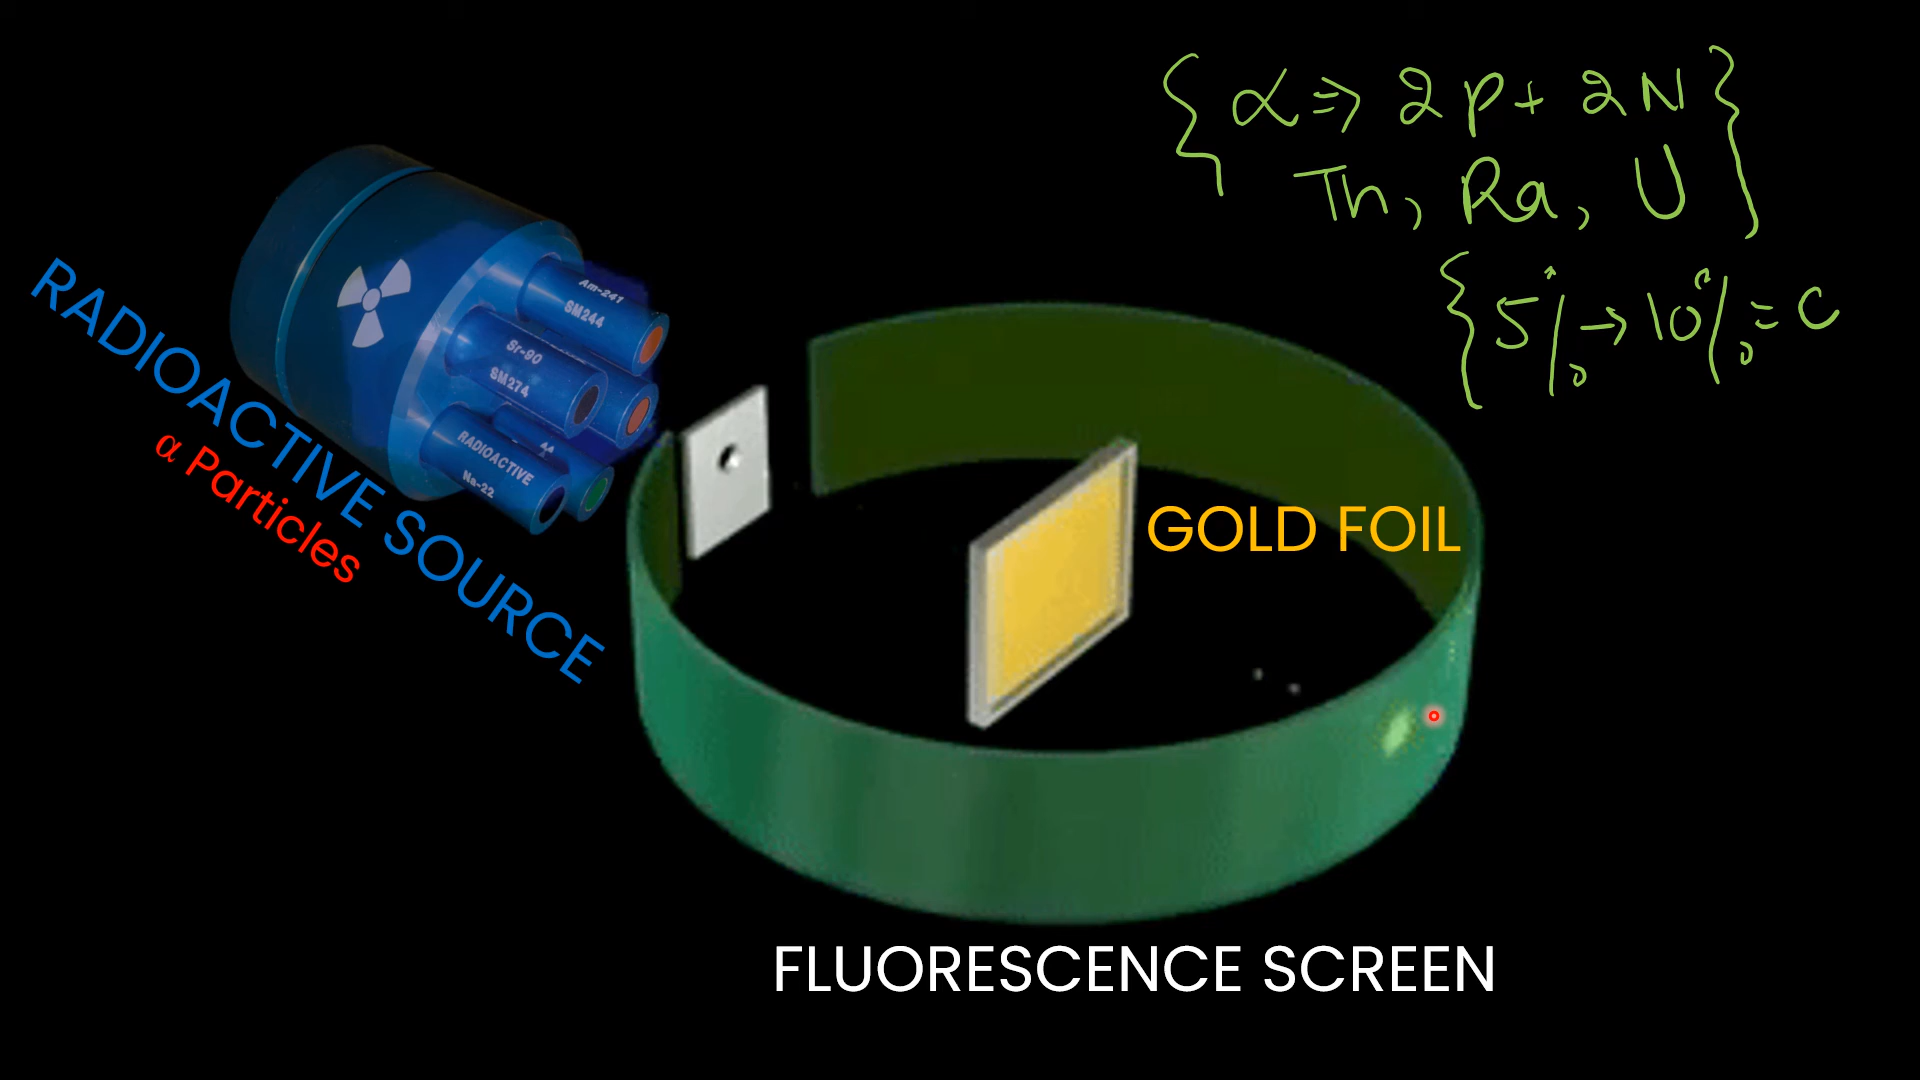 { α ⇒ 2P + 2N }
Th, Ra, U
{ 5% → 10% = C
Am-241
SM244
Sr-90
SM274
RADIOACTIVE
Na-22
RADIOACTIVE SOURCE
α Particles
GOLD FOIL
FLUORESCENCE SCREEN